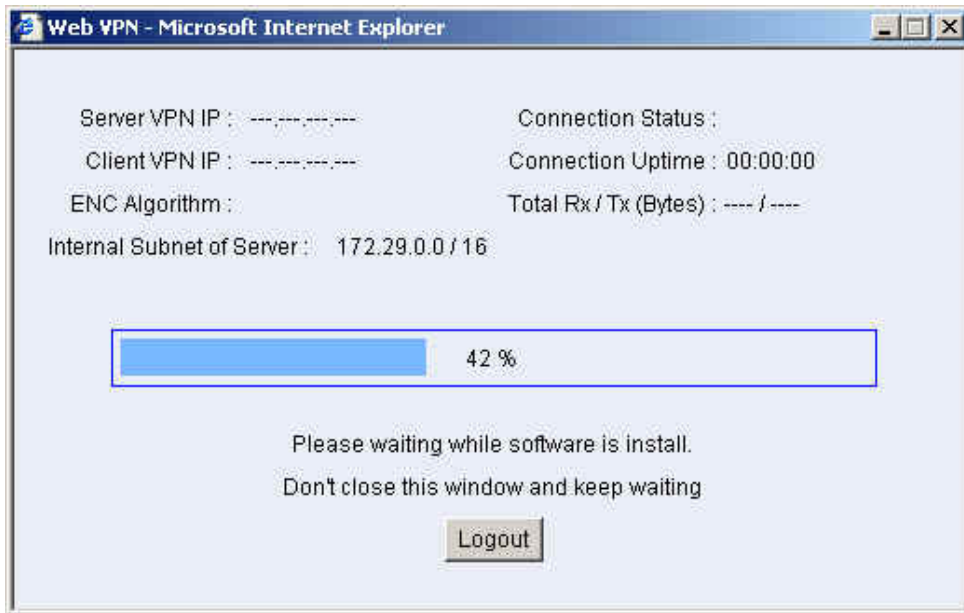 Web VPN - Microsoft Internet Explorer
Server VPN IP : ---.---.---.--- Connection Status :
Client VPN IP : ---.---.---.--- Connection Uptime : 00:00:00
ENC Algorithm : Total Rx / Tx (Bytes) : ---- / ----
Internal Subnet of Server : 172.29.0.0 / 16
42 %
Please waiting while software is install.
Don't close this window and keep waiting
Logout